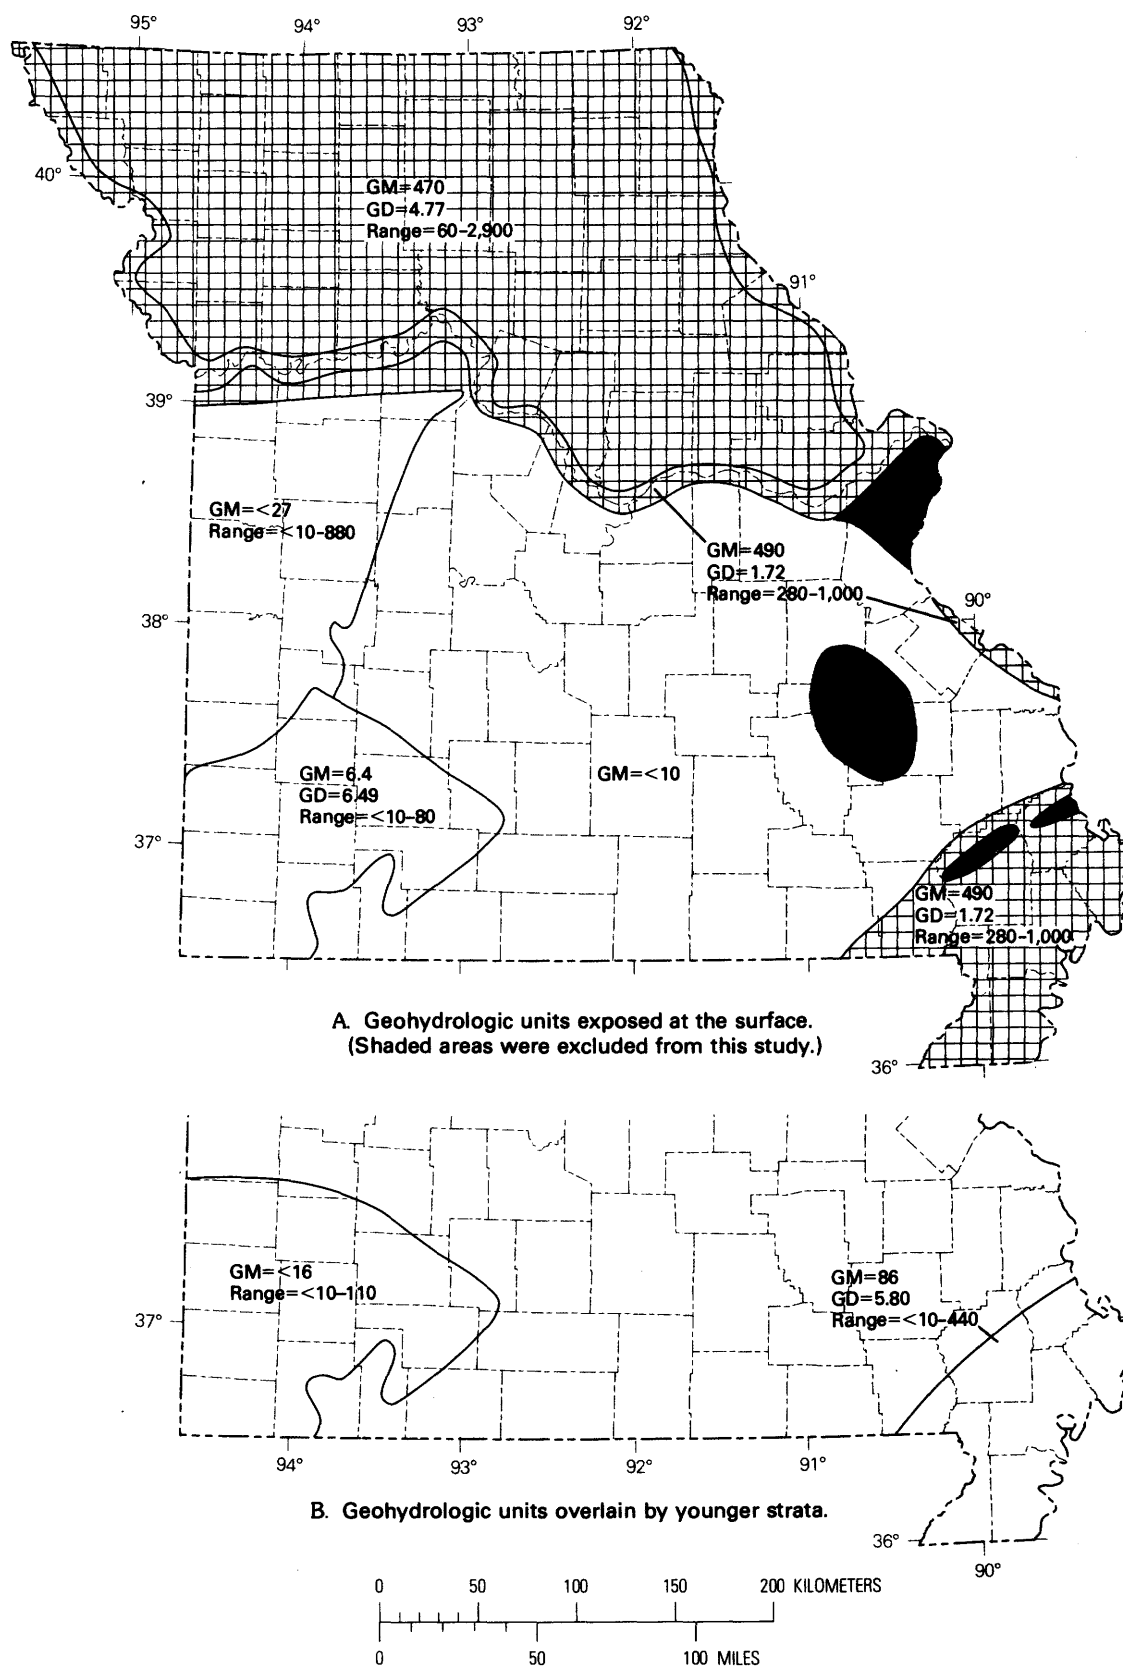 95°
94°
93°
92°
40°
GM=470
GD=4.77
Range=60-2,900
91°
39°
GM=<27
Range=<10-880
GM=490
GD=1.72
Range=280-1,000
90°
38°
GM=6.4
GD=6.49
Range=<10-80
GM=<10
37°
GM=490
GD=1.72
Range=280-1,000
A. Geohydrologic units exposed at the surface.
(Shaded areas were excluded from this study.)
36°
GM=<16
Range=<10-110
GM=86
GD=5.80
Range=<10-440
37°
94°
93°
92°
91°
B. Geohydrologic units overlain by younger strata.
36°
90°
0 50 100 150 200 KILOMETERS
0 50 100 MILES